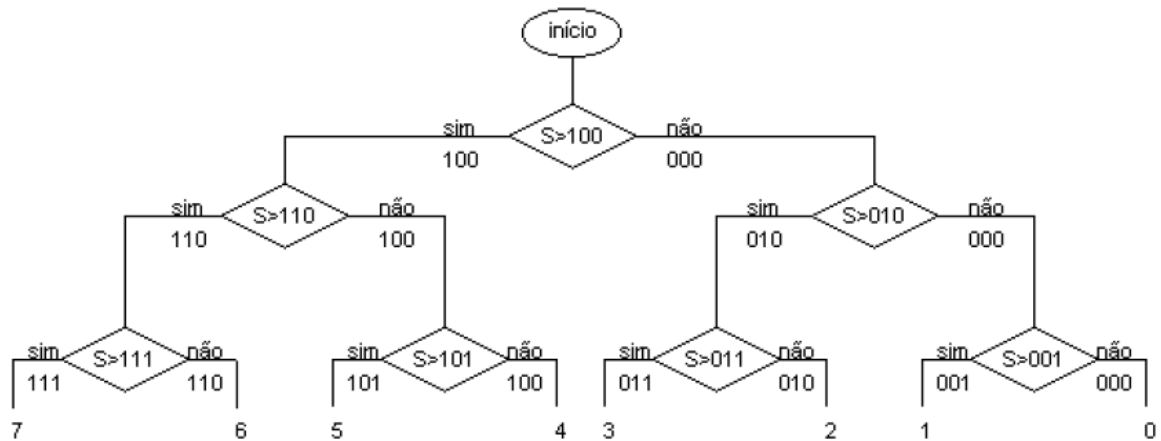 início
sim S>100 não
100 000
sim S>110 não sim S>010 não
110 100 010 000
sim S>111 não sim S>101 não sim S>011 não sim S>001 não
111 110 101 100 011 010 001 000
7 6 5 4 3 2 1 0